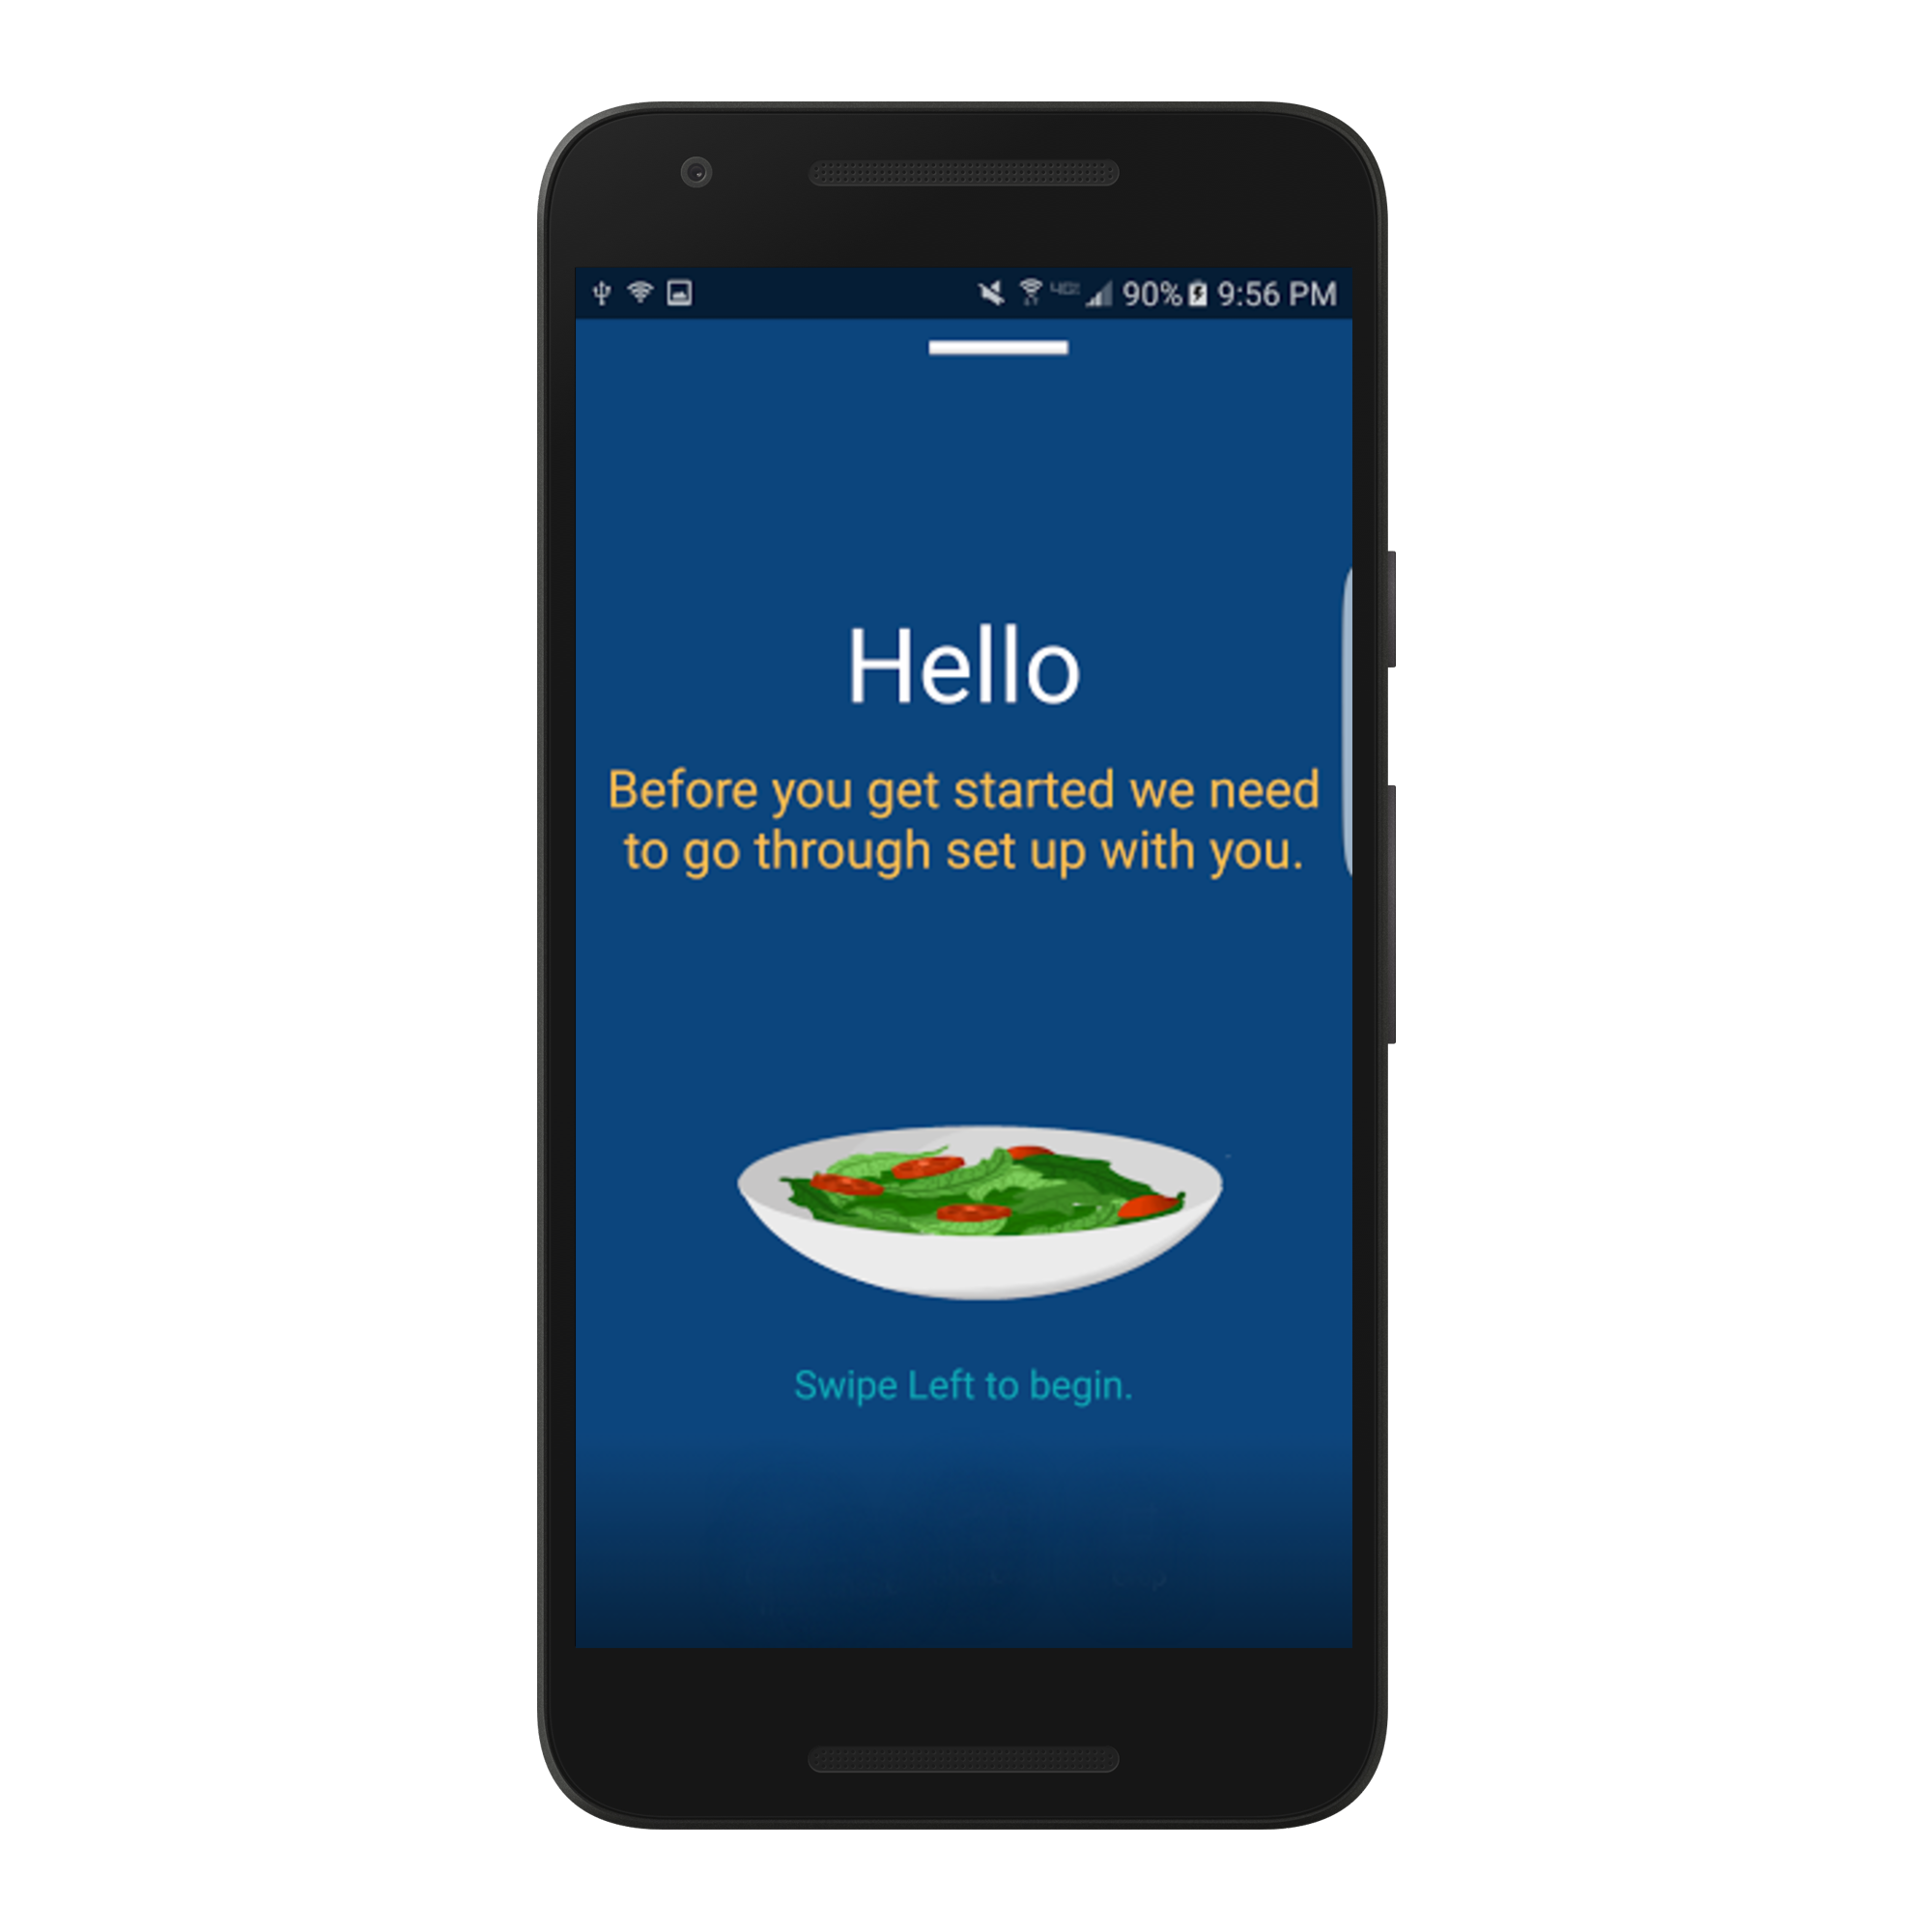 90% 9:56 PM
Hello
Before you get started we need
to go through set up with you.
Swipe Left to begin.